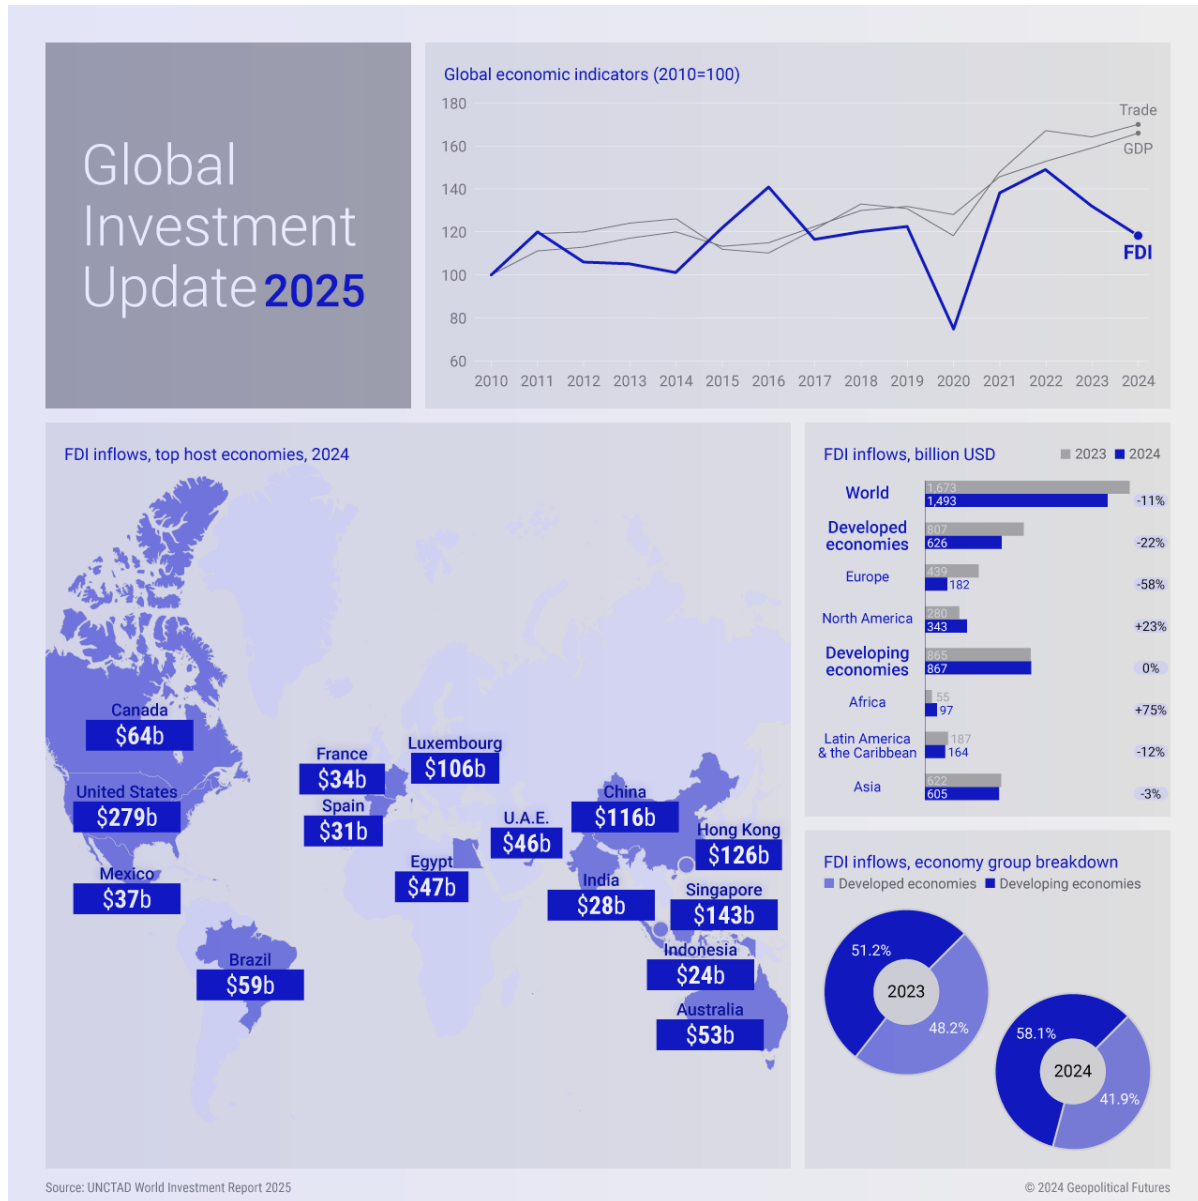 Global
Investment
Update 2025
Global economic indicators (2010=100)
180
160
140
120
100
80
60
Trade
GDP
FDI
2010 2011 2012 2013 2014 2015 2016 2017 2018 2019 2020 2021 2022 2023 2024
FDI inflows, top host economies, 2024
Canada
$64b
United States
$279b
Mexico
$37b
Brazil
$59b
France
$34b
Spain
$31b
Luxembourg
$106b
Egypt
$47b
U.A.E.
$46b
China
$116b
India
$28b
Hong Kong
$126b
Singapore
$143b
Indonesia
$24b
Australia
$53b
FDI inflows, billion USD
2023 2024
World
1,673
1,493
-11%
Developed
economies
807
626
-22%
Europe
439
182
-58%
North America
280
343
+23%
Developing
economies
865
867
0%
Africa
55
97
+75%
Latin America
& the Caribbean
187
164
-12%
Asia
622
605
-3%
FDI inflows, economy group breakdown
Developed economies Developing economies
51.2%
2023
48.2%
58.1%
2024
41.9%
Source: UNCTAD World Investment Report 2025
© 2024 Geopolitical Futures